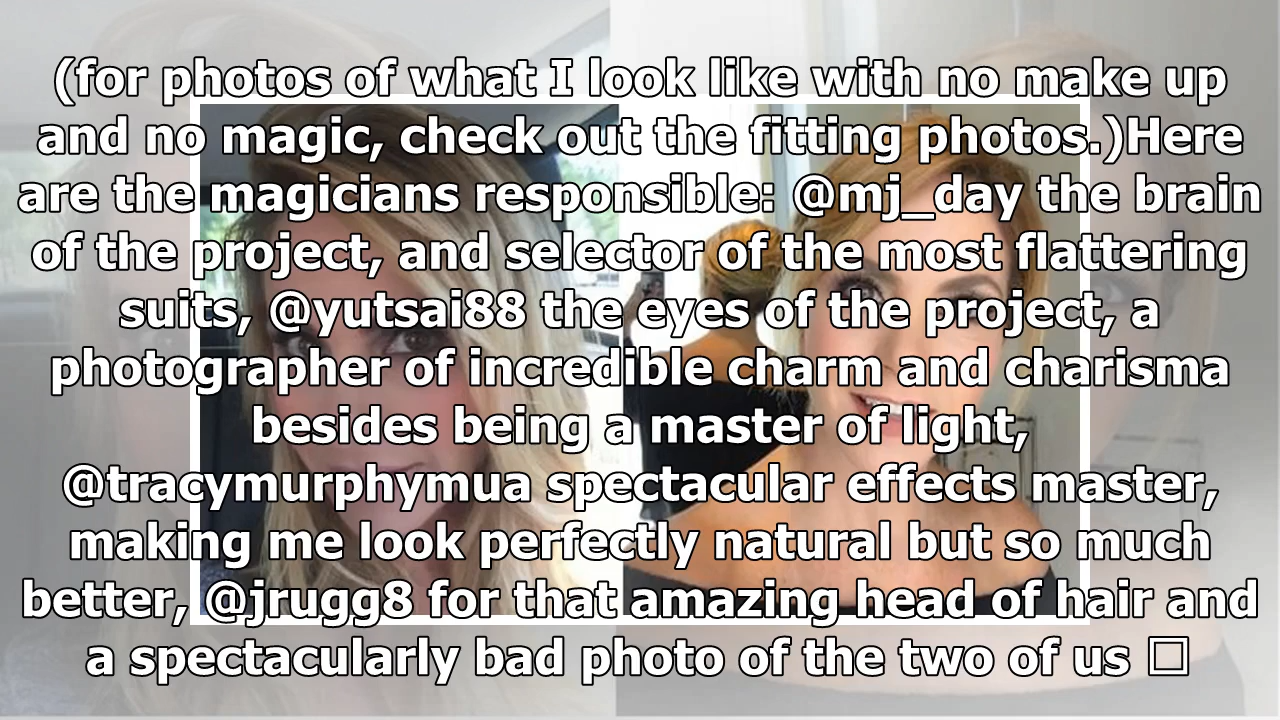 (for photos of what I look like with no make up
and no magic, check out the fitting photos.)Here
are the magicians responsible: @mj_day the brain
of the project, and selector of the most flattering
suits, @yutsai88 the eyes of the project, a
photographer of incredible charm and charisma
besides being a master of light,
@tracymurphymua spectacular effects master,
making me look perfectly natural but so much
better, @jrugg8 for that amazing head of hair and
a spectacularly bad photo of the two of us □